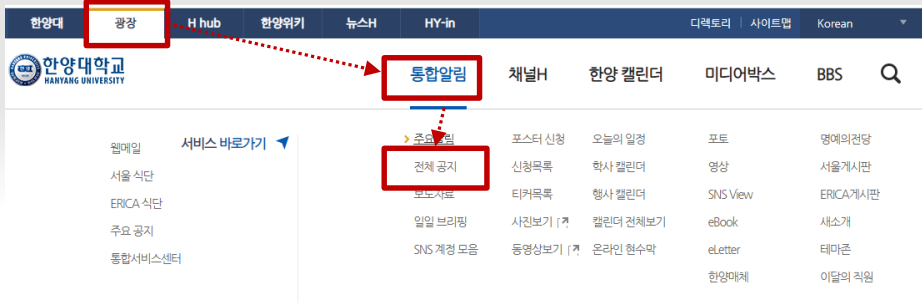 한양대 광장 H hub 한양위키 뉴스H HY-in 디렉토리 사이트맵 Korean
한양대학교
HANYANG UNIVERSITY
통합알림 채널H 한양 캘린더 미디어박스 BBS
서비스 바로가기
웹메일
서울 식단
ERICA 식단
주요 공지
통합서비스센터
주요알림
전체 공지
보도자료
일일 브리핑
SNS 계정 모음
포스터 신청
신청목록
티커목록
사진보기
동영상보기
오늘의 일정
학사 캘린더
행사 캘린더
캘린더 전체보기
온라인 현수막
포토
영상
SNS View
eBook
eLetter
한양매체
명예의전당
서울게시판
ERICA게시판
새소개
테마존
이달의 직원